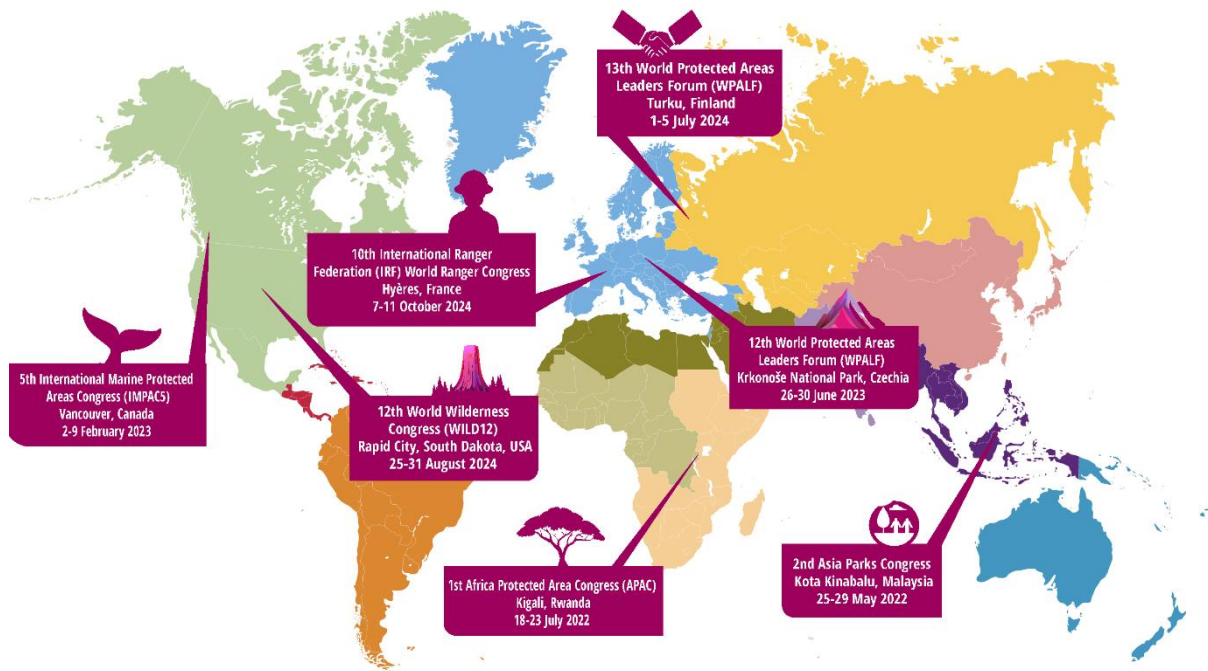 13th World Protected Areas
Leaders Forum (WPALF)
Turku, Finland
1-5 July 2024
10th International Ranger
Federation (IRF) World Ranger Congress
Hyères, France
7-11 October 2024
12th World Protected Areas
Leaders Forum (WPALF)
Krkonoše National Park, Czechia
26-30 June 2023
5th International Marine Protected
Areas Congress (IMPAC5)
Vancouver, Canada
2-9 February 2023
12th World Wilderness
Congress (WILD12)
Rapid City, South Dakota, USA
25-31 August 2024
1st Africa Protected Area Congress (APAC)
Kigali, Rwanda
18-23 July 2022
2nd Asia Parks Congress
Kota Kinabalu, Malaysia
25-29 May 2022